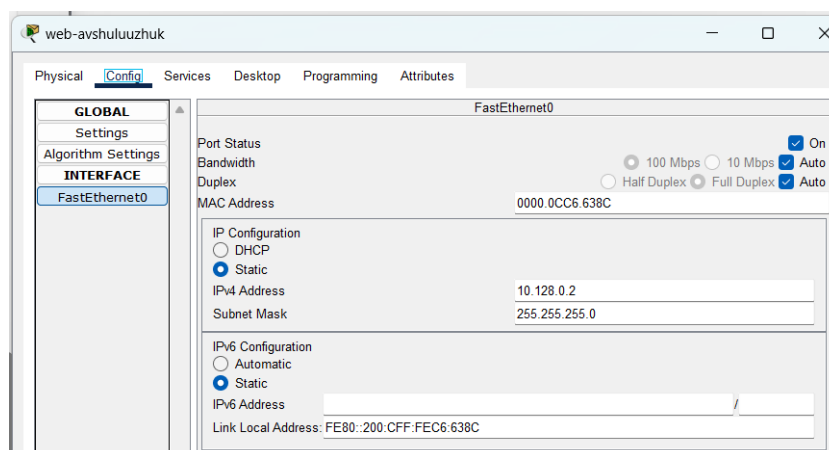 web-avshuluuzhuk
Physical Config Services Desktop Programming Attributes
GLOBAL
Settings
Algorithm Settings
INTERFACE
FastEthernet0
FastEthernet0
Port Status On
Bandwidth 100 Mbps 10 Mbps Auto
Duplex Half Duplex Full Duplex Auto
MAC Address 0000.0CC6.638C
IP Configuration
DHCP
Static
IPv4 Address 10.128.0.2
Subnet Mask 255.255.255.0
IPv6 Configuration
Automatic
Static
IPv6 Address /
Link Local Address: FE80::200:CFF:FEC6:638C